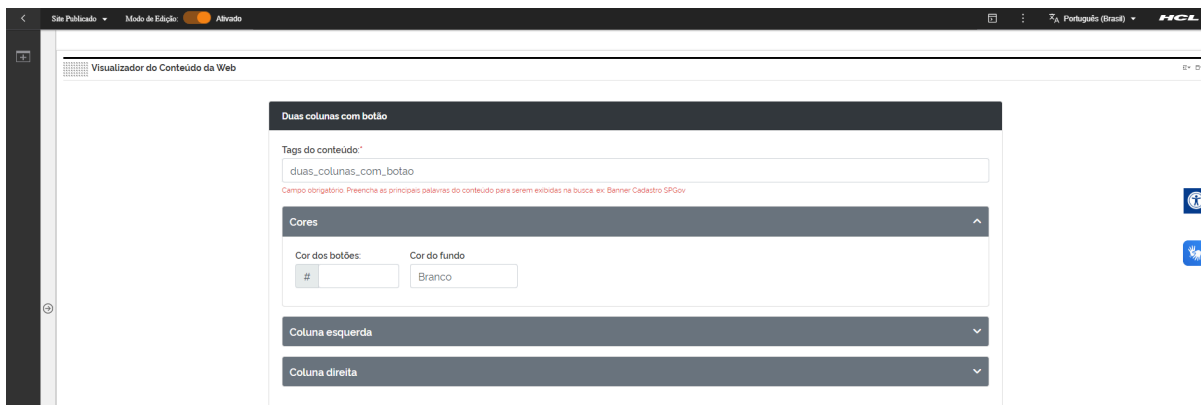 Site Publicado
Modo de Edição:
Ativado
Português (Brasil)
HCL
Visualizador do Conteúdo da Web
Duas colunas com botão
Tags do conteúdo:*
duas_colunas_com_botao
Campo obrigatório. Preencha as principais palavras do conteúdo para serem exibidas na busca. ex: Banner Cadastro SPGov
Cores
Cor dos botões:
Cor do fundo
#
Branco
Coluna esquerda
Coluna direita